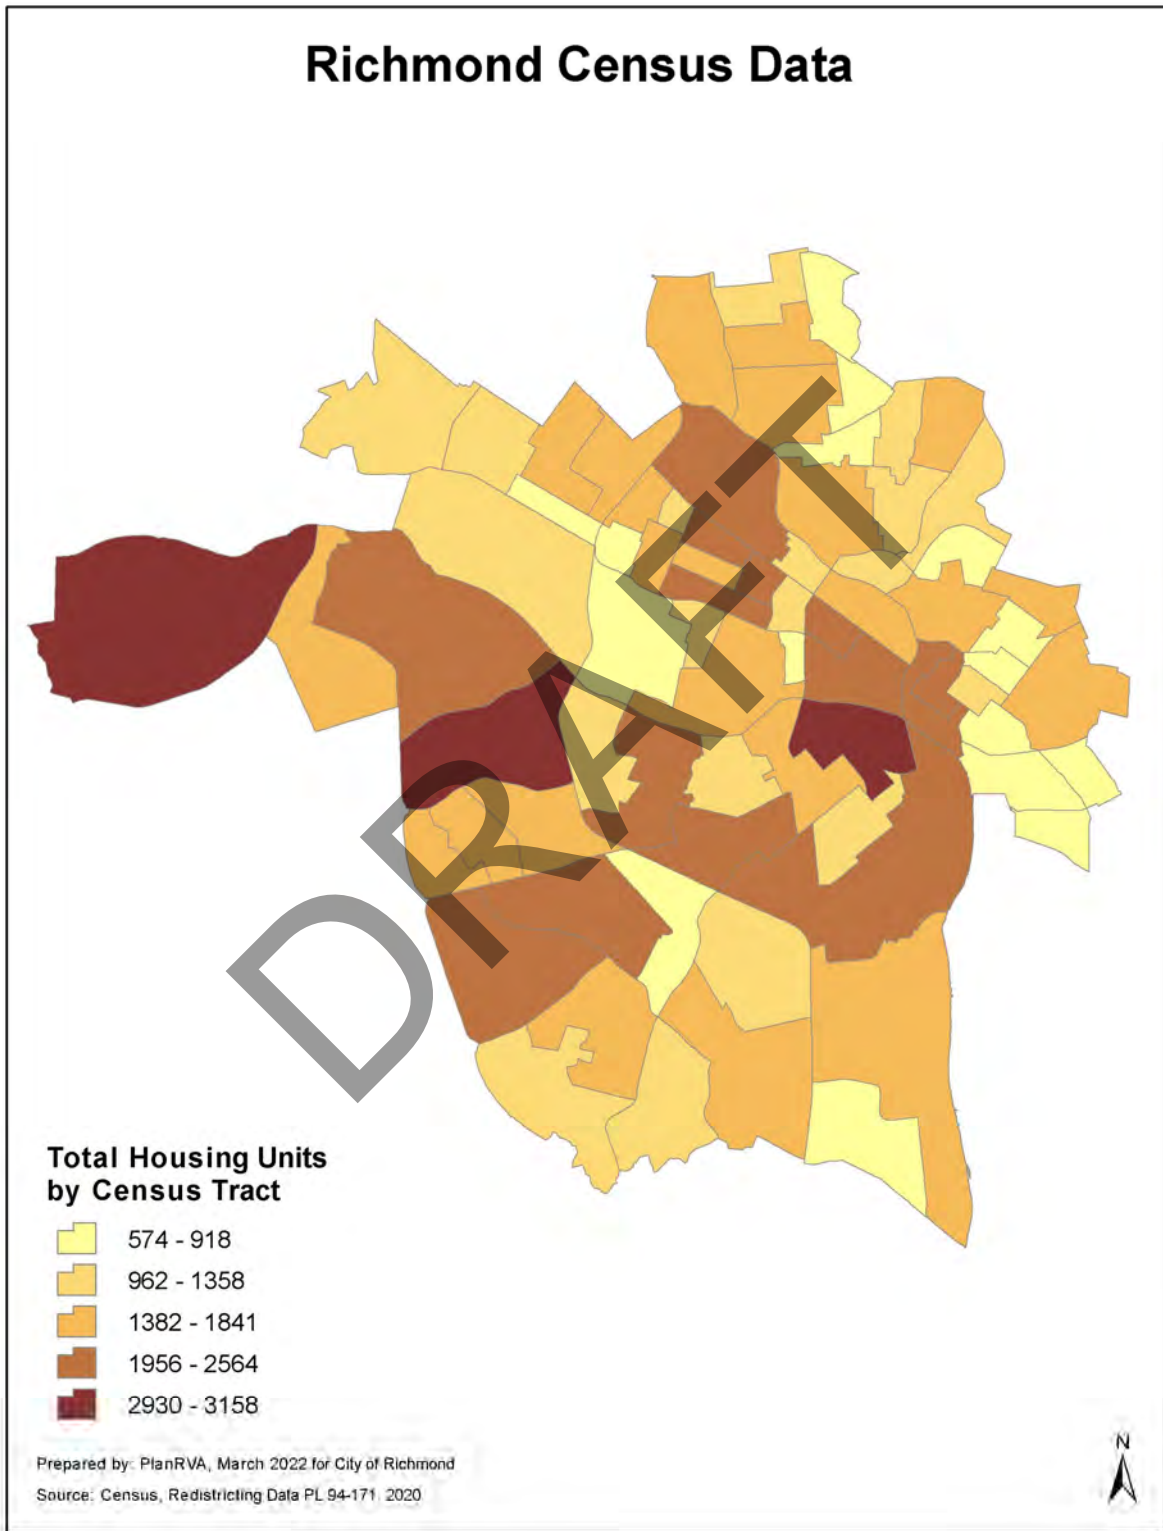 Richmond Census Data
DRAFT
Total Housing Units
by Census Tract
574 - 918
962 - 1358
1382 - 1841
1956 - 2564
2930 - 3158
Prepared by: PlanRVA, March 2022 for City of Richmond
Source: Census, Redistricting Data PL 94-171, 2020
N